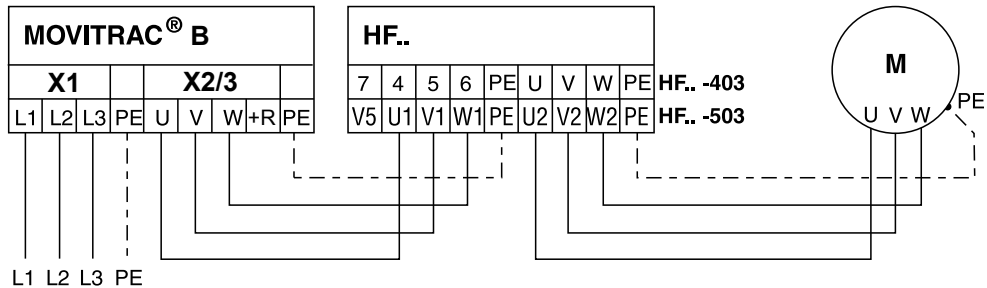 MOVITRAC® B
HF..
M
X1 X2/3
7 4 5 6 PE U V W PE HF.. -403
L1 L2 L3 PE U V W +R PE
V5 U1 V1 W1 PE U2 V2 W2 PE HF.. -503
U V W
PE
L1 L2 L3 PE